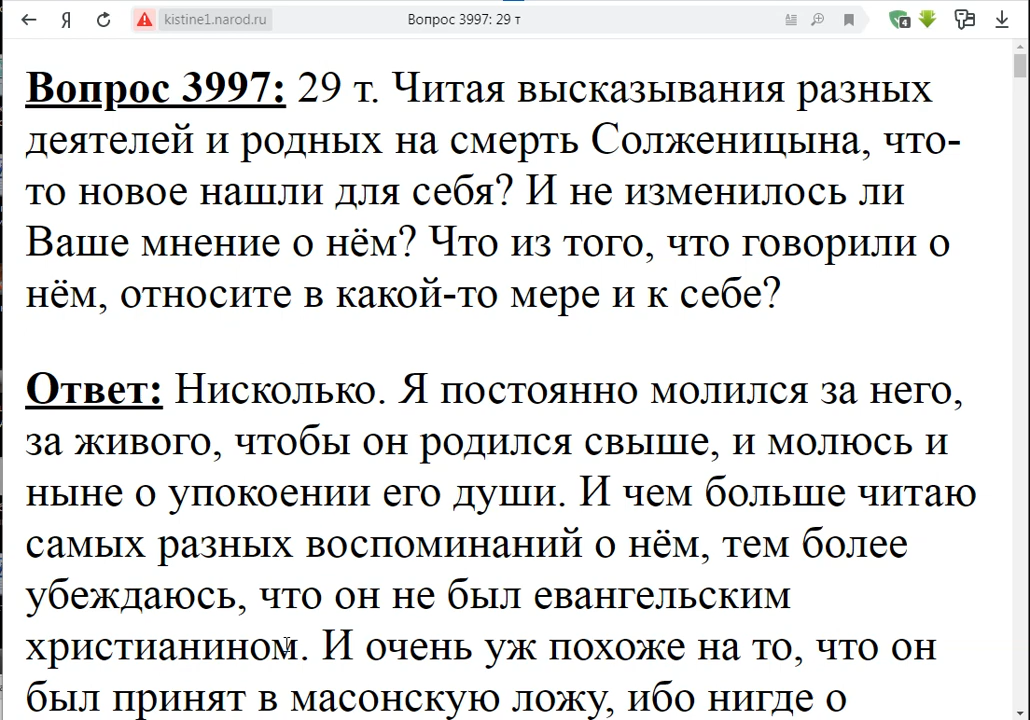 Я kistine1.narod.ru Вопрос 3997: 29 т 4
Вопрос 3997: 29 т. Читая высказывания разных
деятелей и родных на смерть Солженицына, что-
то новое нашли для себя? И не изменилось ли
Ваше мнение о нём? Что из того, что говорили о
нём, относите в какой-то мере и к себе?
Ответ: Нисколько. Я постоянно молился за него,
за живого, чтобы он родился свыше, и молюсь и
ныне о упокоении его души. И чем больше читаю
самых разных воспоминаний о нём, тем более
убеждаюсь, что он не был евангельским
христианином. И очень уж похоже на то, что он
был принят в масонскую ложу, ибо нигде о